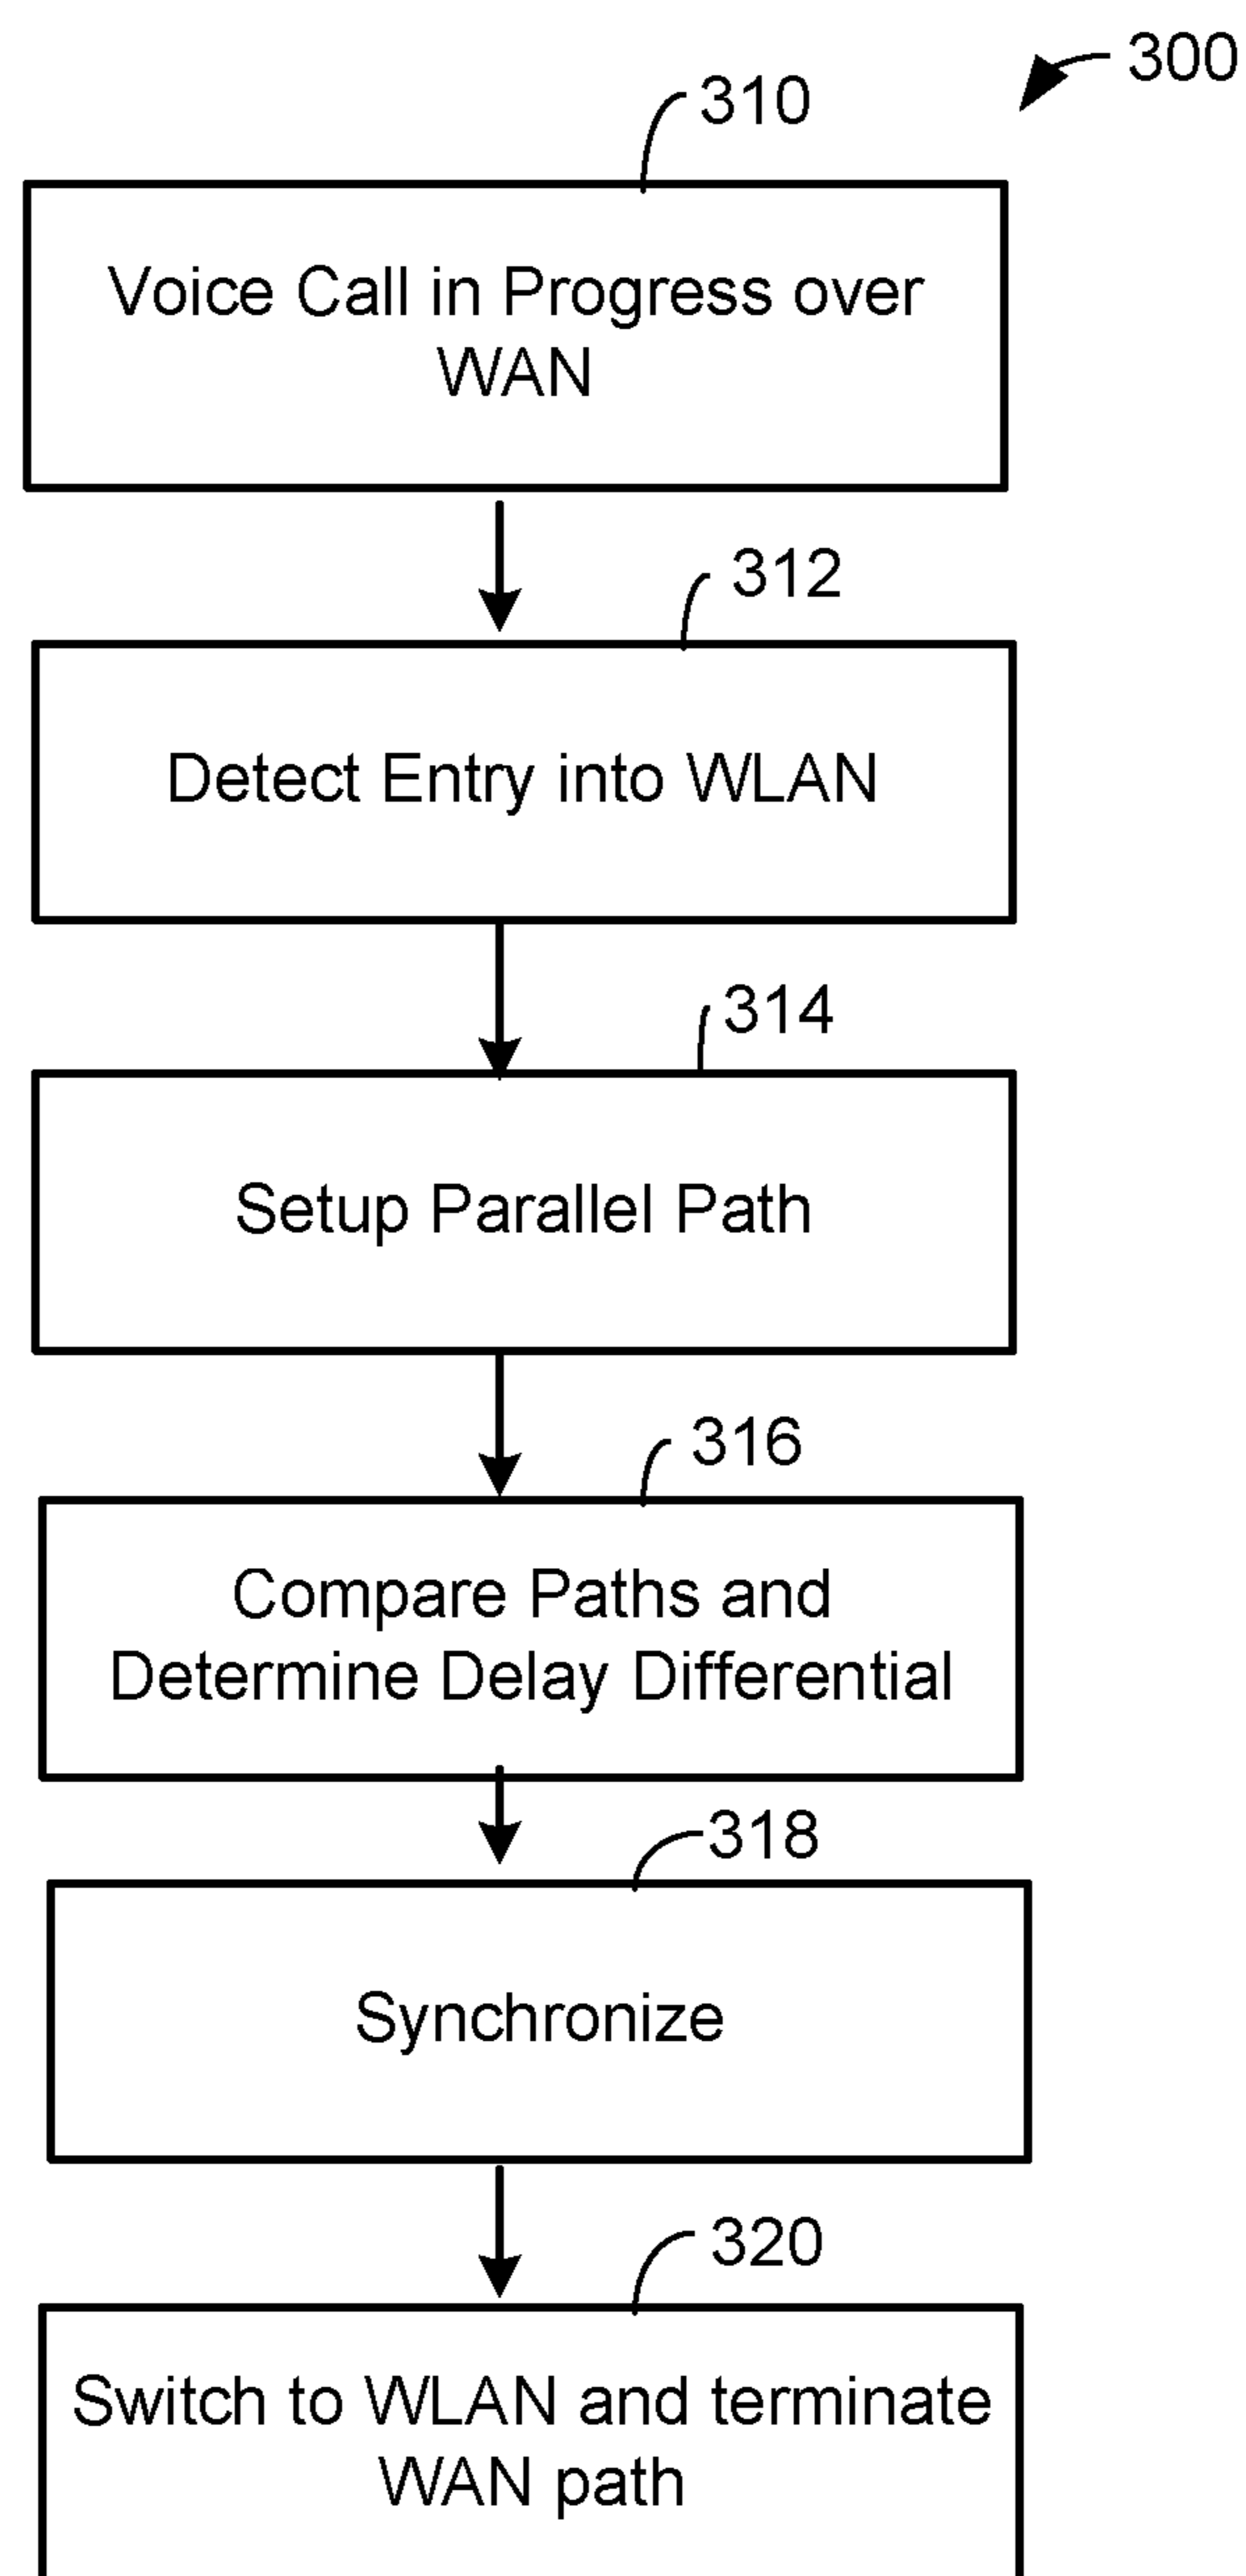 300
310
Voice Call in Progress over
WAN
312
Detect Entry into WLAN
314
Setup Parallel Path
316
Compare Paths and
Determine Delay Differential
318
Synchronize
320
Switch to WLAN and terminate
WAN path